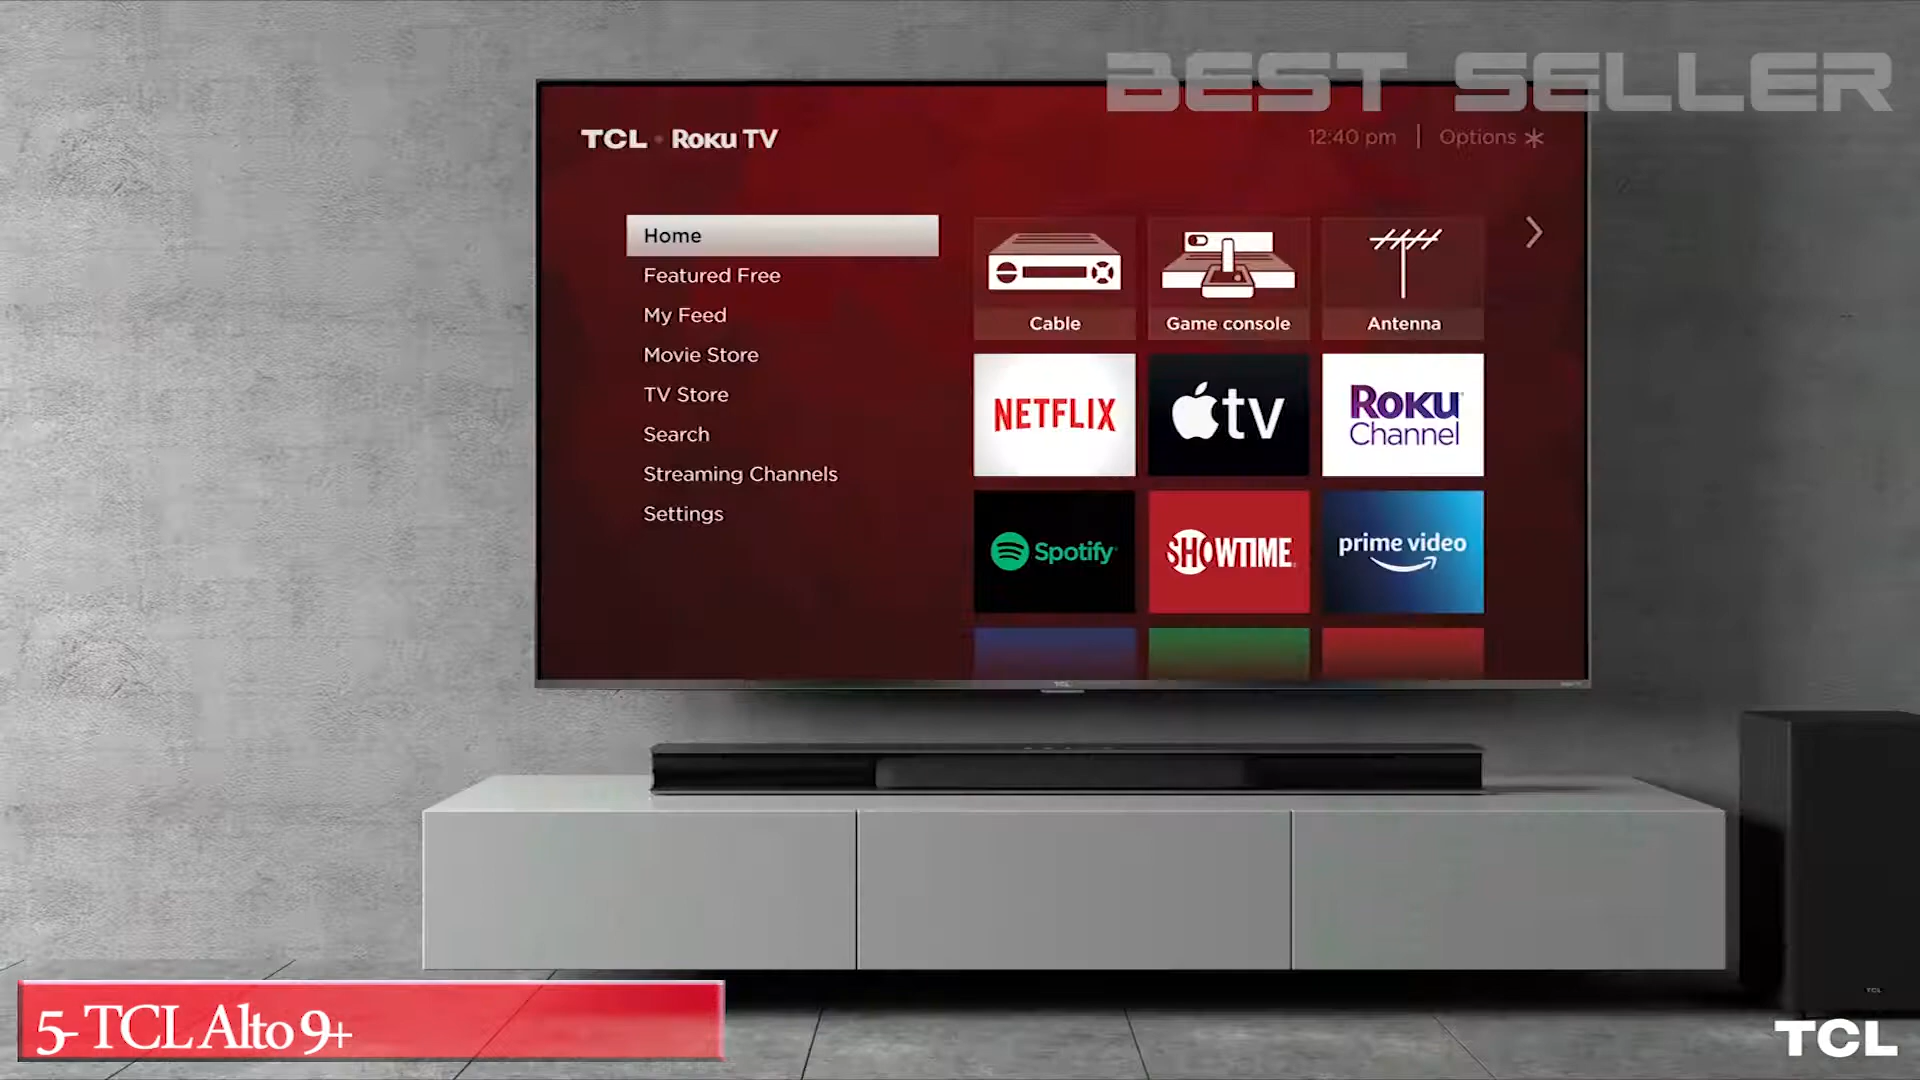 BEST SELLER
TCL • Roku TV
12:40 pm | Options
Home
Featured Free
My Feed
Movie Store
TV Store
Search
Streaming Channels
Settings
Cable
Game console
Antenna
NETFLIX
tv
Roku Channel
Spotify
SHOWTIME
prime video
TCL
TCL
5- TCL Alto 9+
TCL